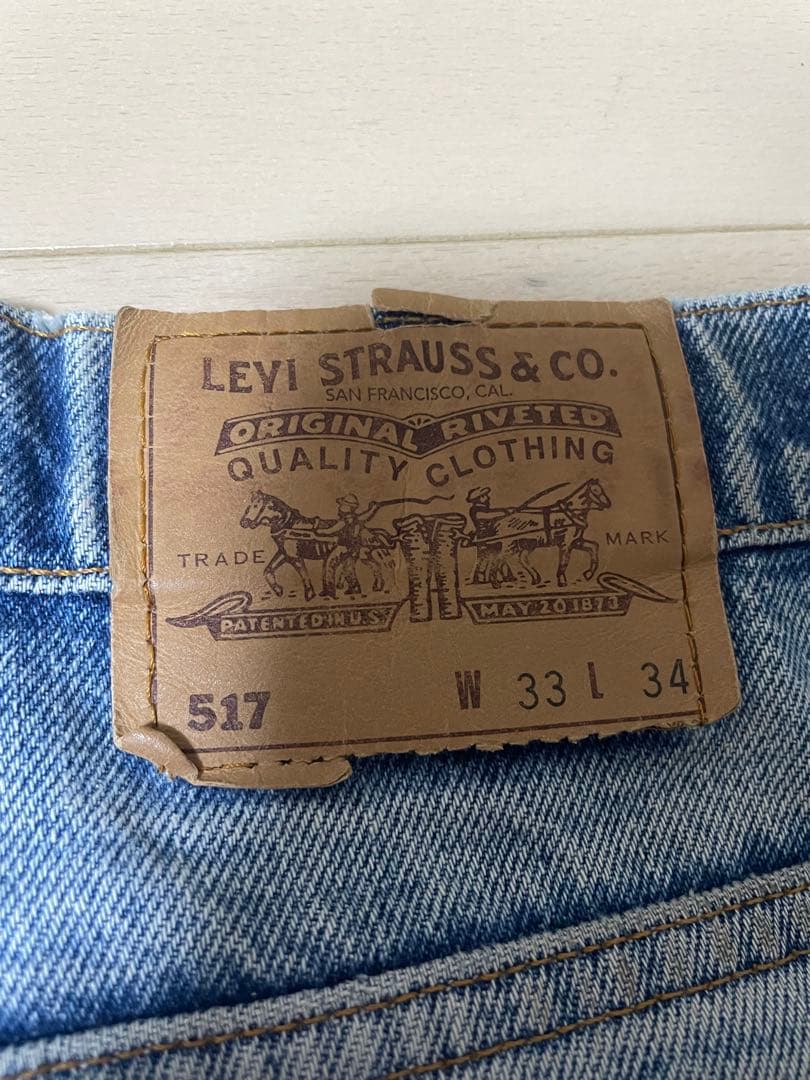 LEVI STRAUSS & CO.
SAN FRANCISCO, CAL.
ORIGINAL RIVETED
QUALITY CLOTHING
TRADE MARK
PATENTED IN U.S. MAY 20 1873
517 W 33 L 34